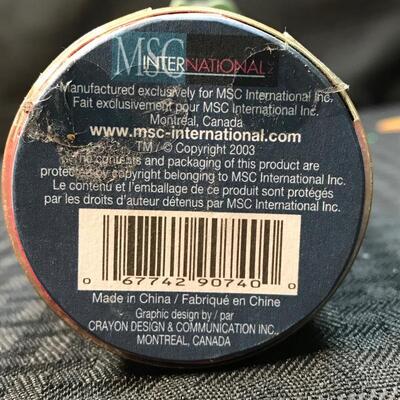 MSC
INTERNATIONAL
Manufactured exclusively for MSC International Inc.
Fait exclusivement pour MSC International Inc.
Montreal, Canada
www.msc-international.com
TM / © Copyright 2003
The contents and packaging of this product are
protected by copyright belonging to MSC International Inc.
Le contenu et l'emballage de ce produit sont protégés
par les droits d'auteur détenus par MSC International Inc.
0 67742 90740 0
Made in China / Fabriqué en Chine
Graphic design by / par
CRAYON DESIGN & COMMUNICATION INC.,
MONTREAL, CANADA